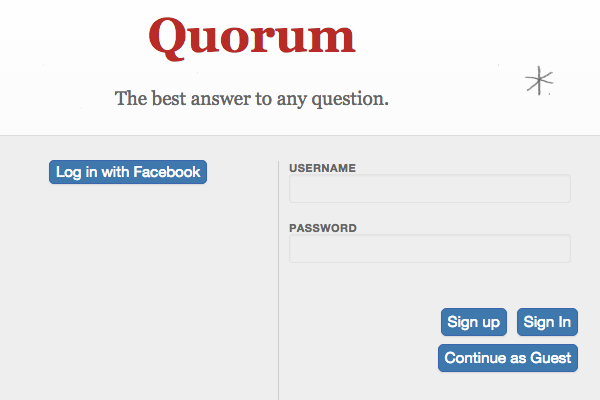 Quorum
The best answer to any question.
Log in with Facebook
USERNAME
PASSWORD
Sign up
Sign In
Continue as Guest